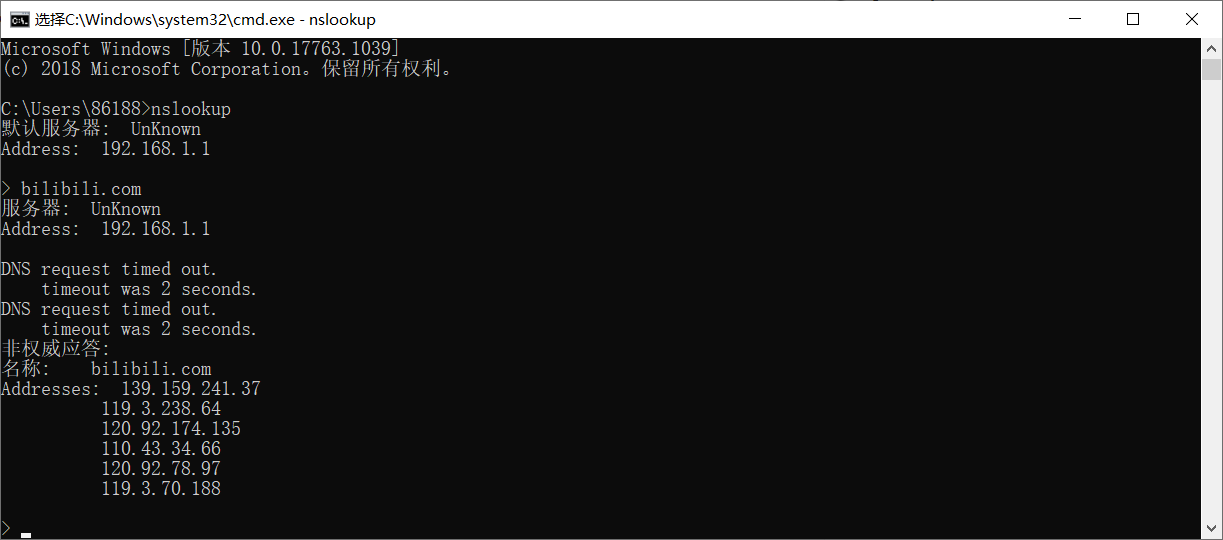 选择C:\Windows\system32\cmd.exe - nslookup
Microsoft Windows [版本 10.0.17763.1039]
(c) 2018 Microsoft Corporation。保留所有权利。
C:\Users\86188>nslookup
默认服务器:  UnKnown
Address:  192.168.1.1
> bilibili.com
服务器:  UnKnown
Address:  192.168.1.1
DNS request timed out.
    timeout was 2 seconds.
DNS request timed out.
    timeout was 2 seconds.
非权威应答:
名称:    bilibili.com
Addresses:  139.159.241.37
          119.3.238.64
          120.92.174.135
          110.43.34.66
          120.92.78.97
          119.3.70.188
>